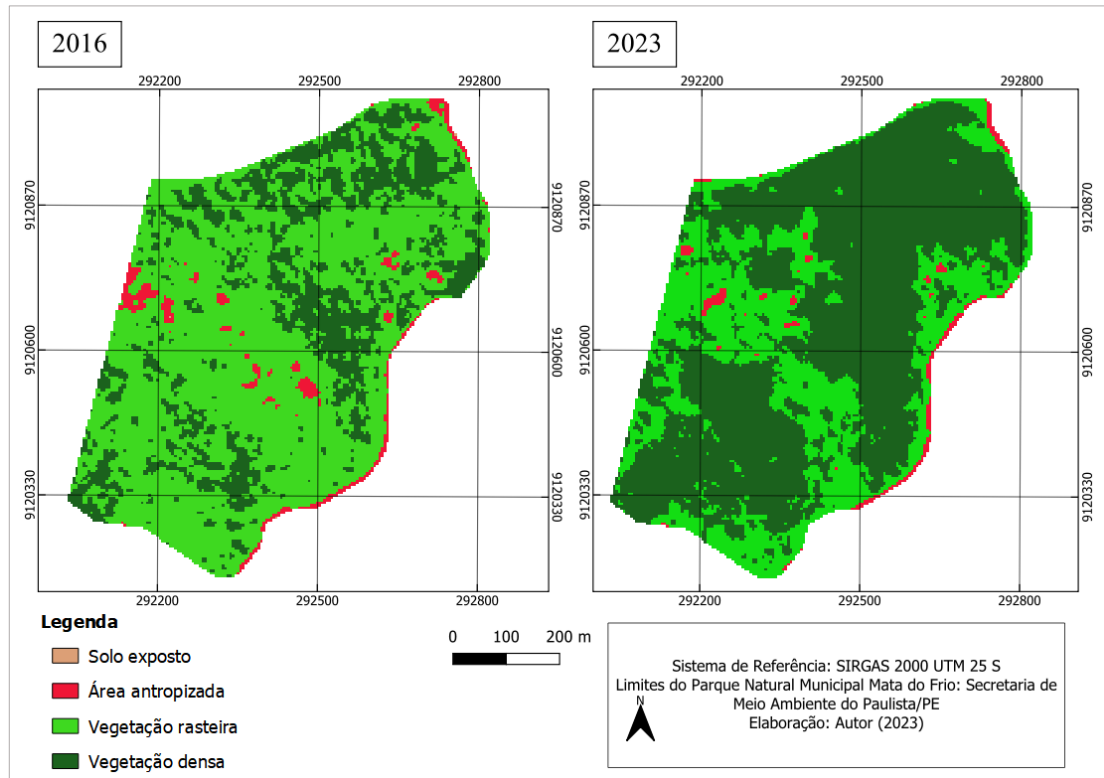 2016
2023
292200 292500 292800
292200 292500 292800
9120870
9120870
9120870
9120870
9120600
9120600
9120600
9120600
9120330
9120330
9120330
9120330
292200 292500 292800
292200 292500 292800
Legenda
Solo exposto
Área antropizada
Vegetação rasteira
Vegetação densa
0 100 200 m
Sistema de Referência: SIRGAS 2000 UTM 25 S
Limites do Parque Natural Municipal Mata do Frio: Secretaria de
Meio Ambiente do Paulista/PE
Elaboração: Autor (2023)
N